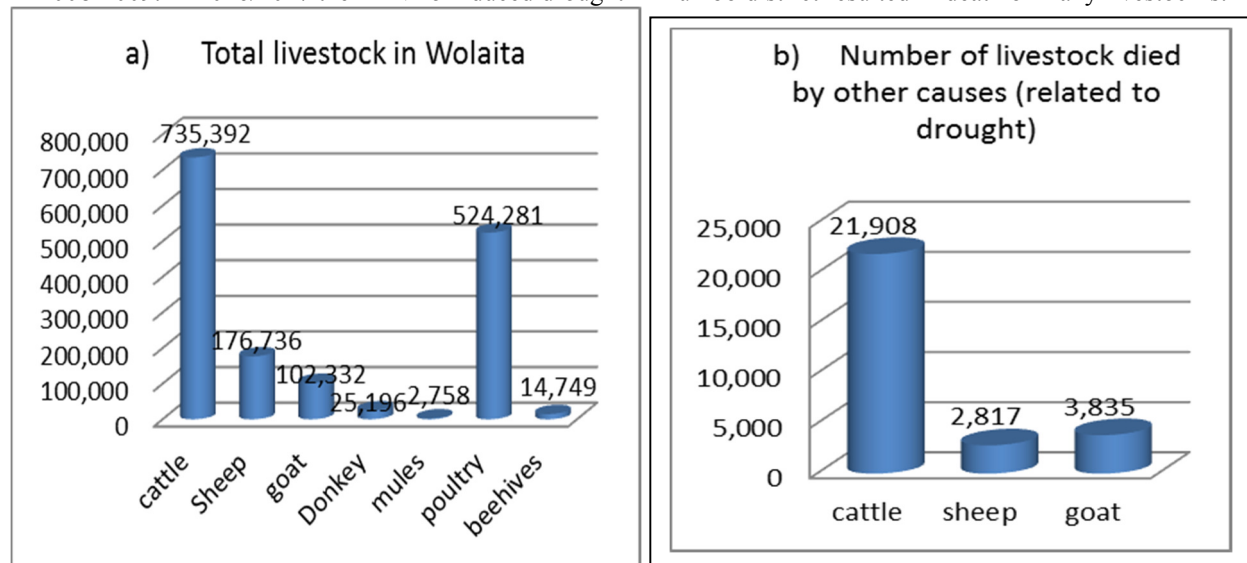 a) Total livestock in Wolaita
800,000
700,000
600,000
500,000
400,000
300,000
200,000
100,000
0
735,392
176,736
102,332
25,196
2,758
524,281
14,749
cattle
Sheep
goat
Donkey
mules
poultry
beehives
b) Number of livestock died
by other causes (related to
drought)
25,000
20,000
15,000
10,000
5,000
0
21,908
2,817
3,835
cattle
sheep
goat